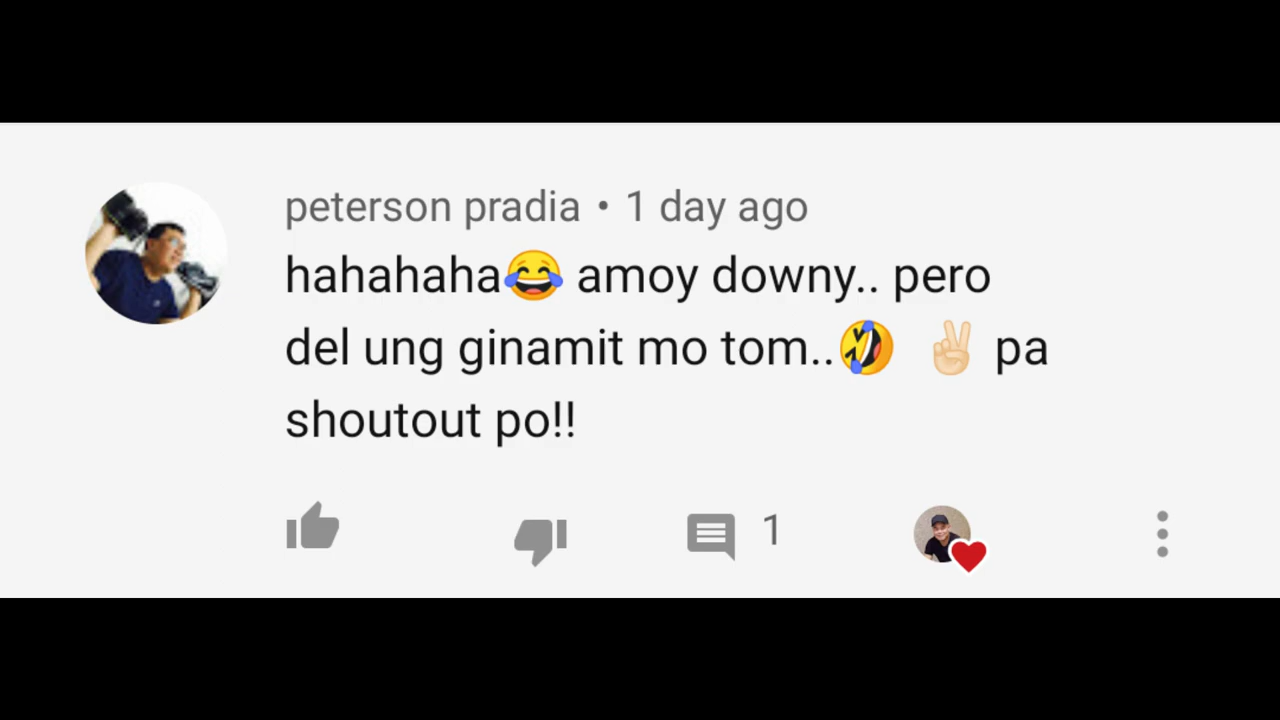 peterson pradia • 1 day ago
hahahaha😂 amoy downy.. pero
del ung ginamit mo tom..🤣 ✌🏻 pa
shoutout po!!
1